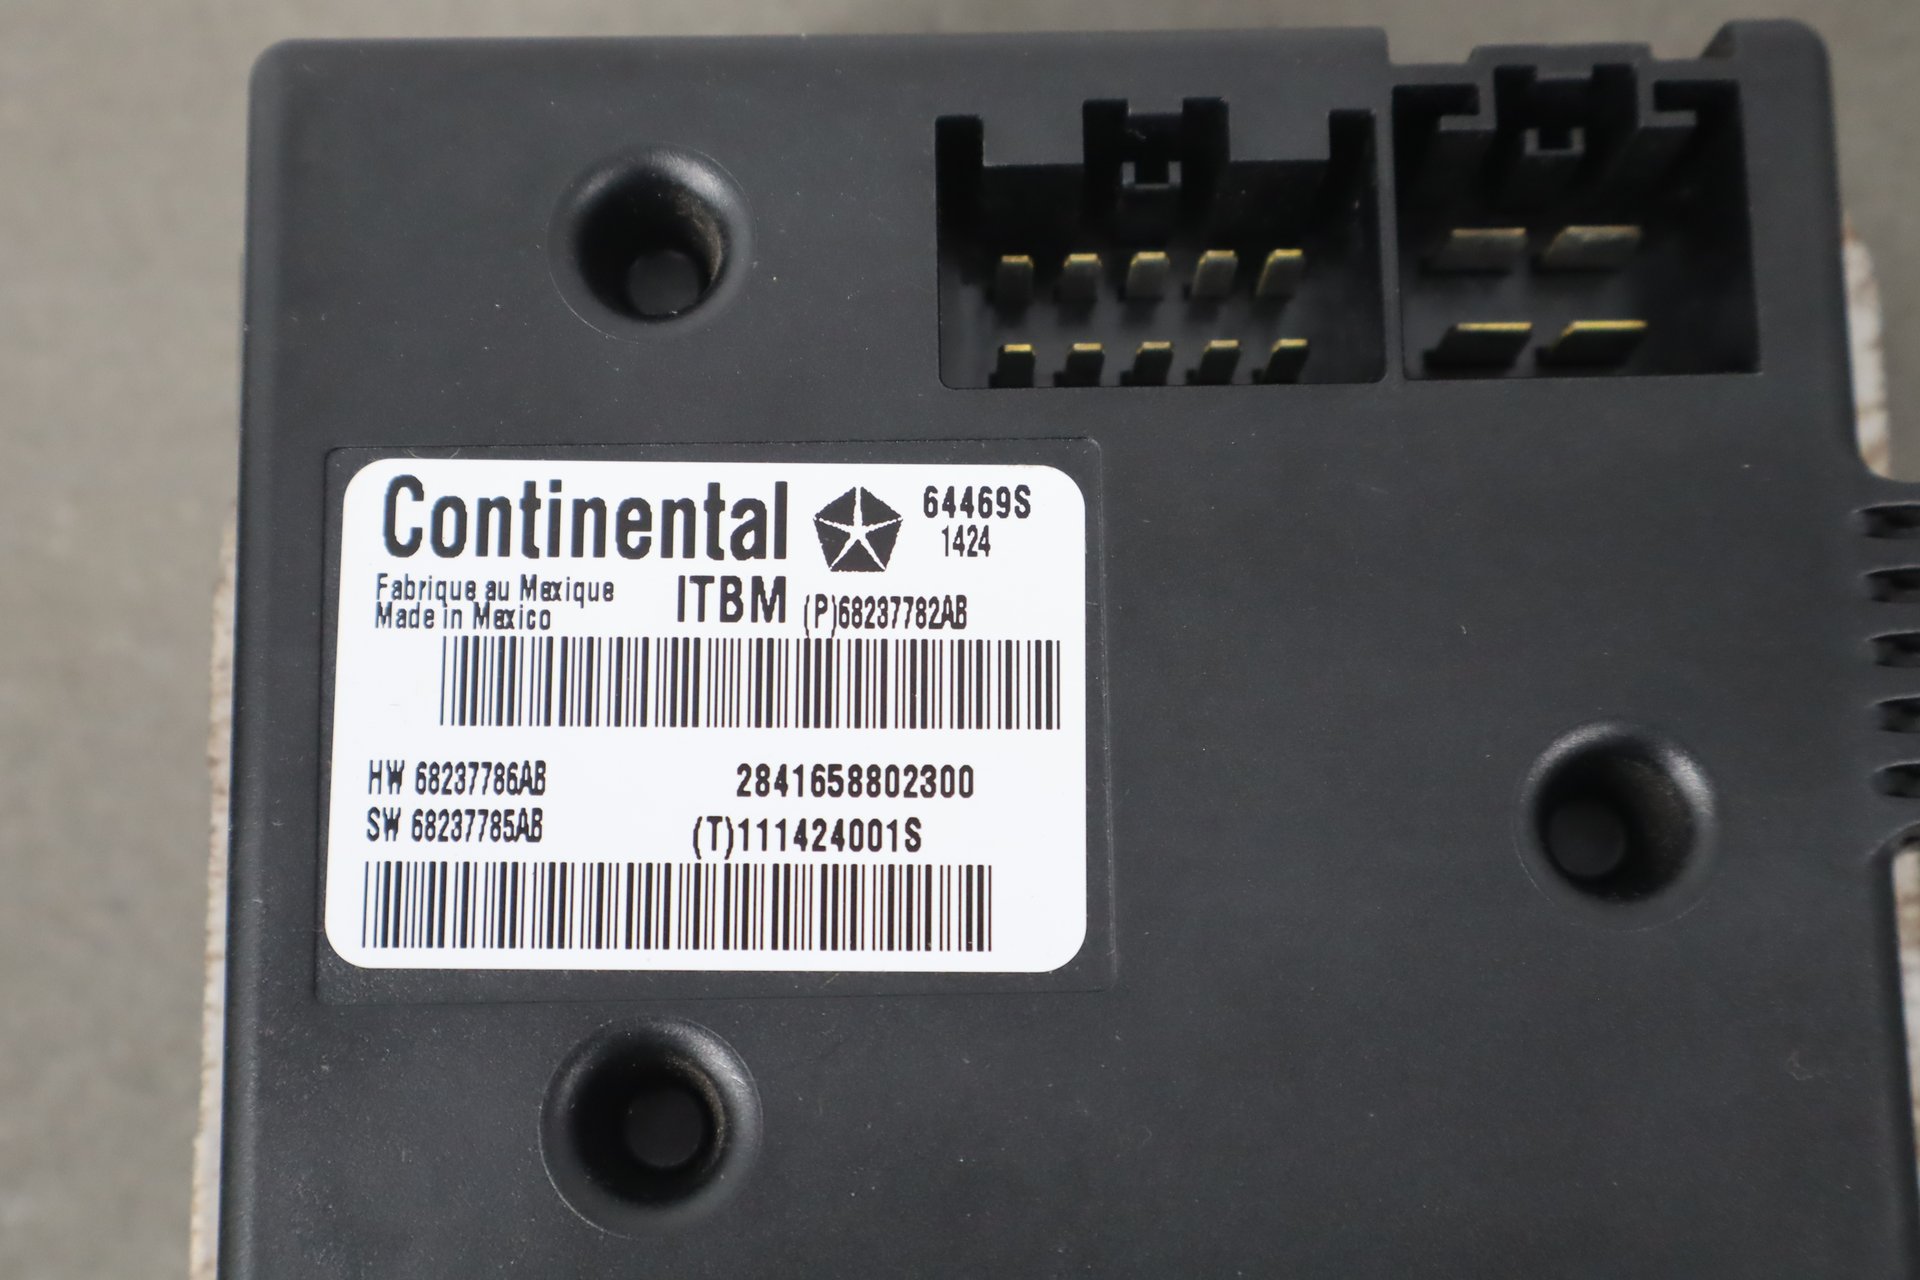 Continental 64469S
1424
Fabrique au Mexique
Made in Mexico
ITBM (P)68237782AB
HW 68237786AB 2841658802300
SW 68237785AB (T)111424001S